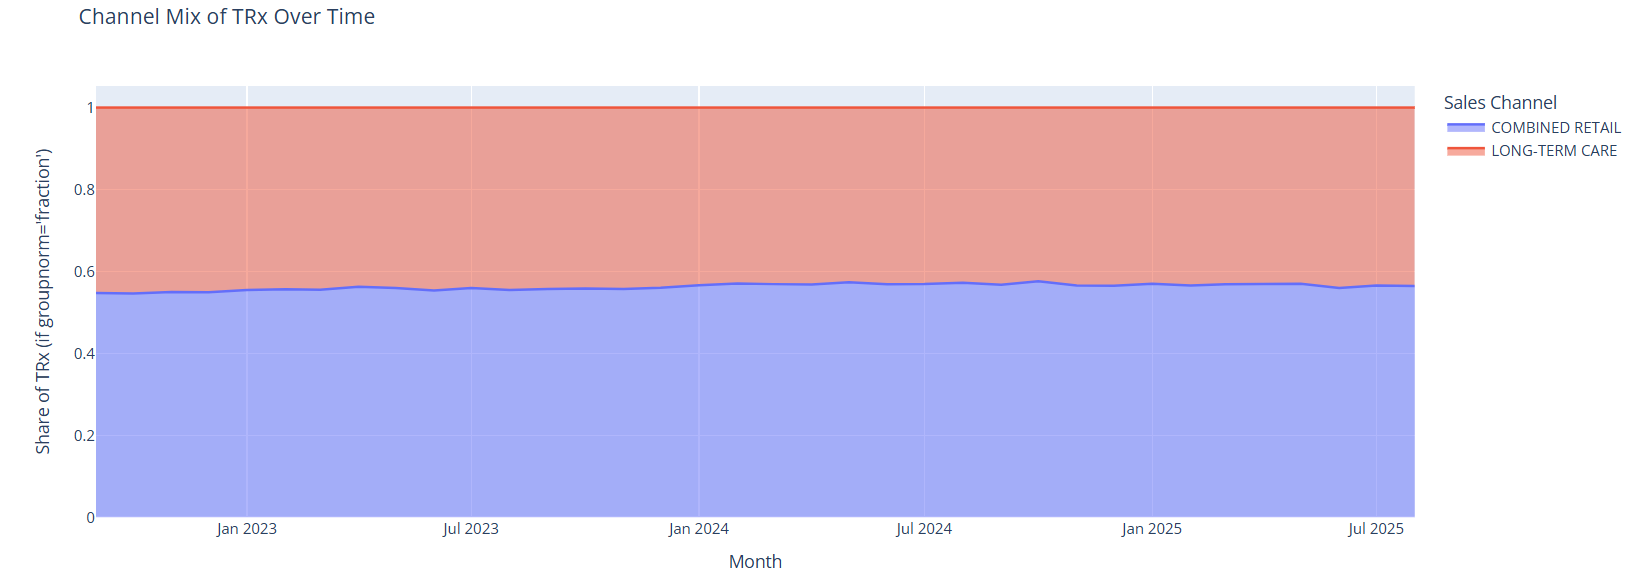 Channel Mix of TRx Over Time
Sales Channel
COMBINED RETAIL
LONG-TERM CARE
Share of TRx (if groupnorm='fraction')
1
0.8
0.6
0.4
0.2
0
Jan 2023
Jul 2023
Jan 2024
Jul 2024
Jan 2025
Jul 2025
Month